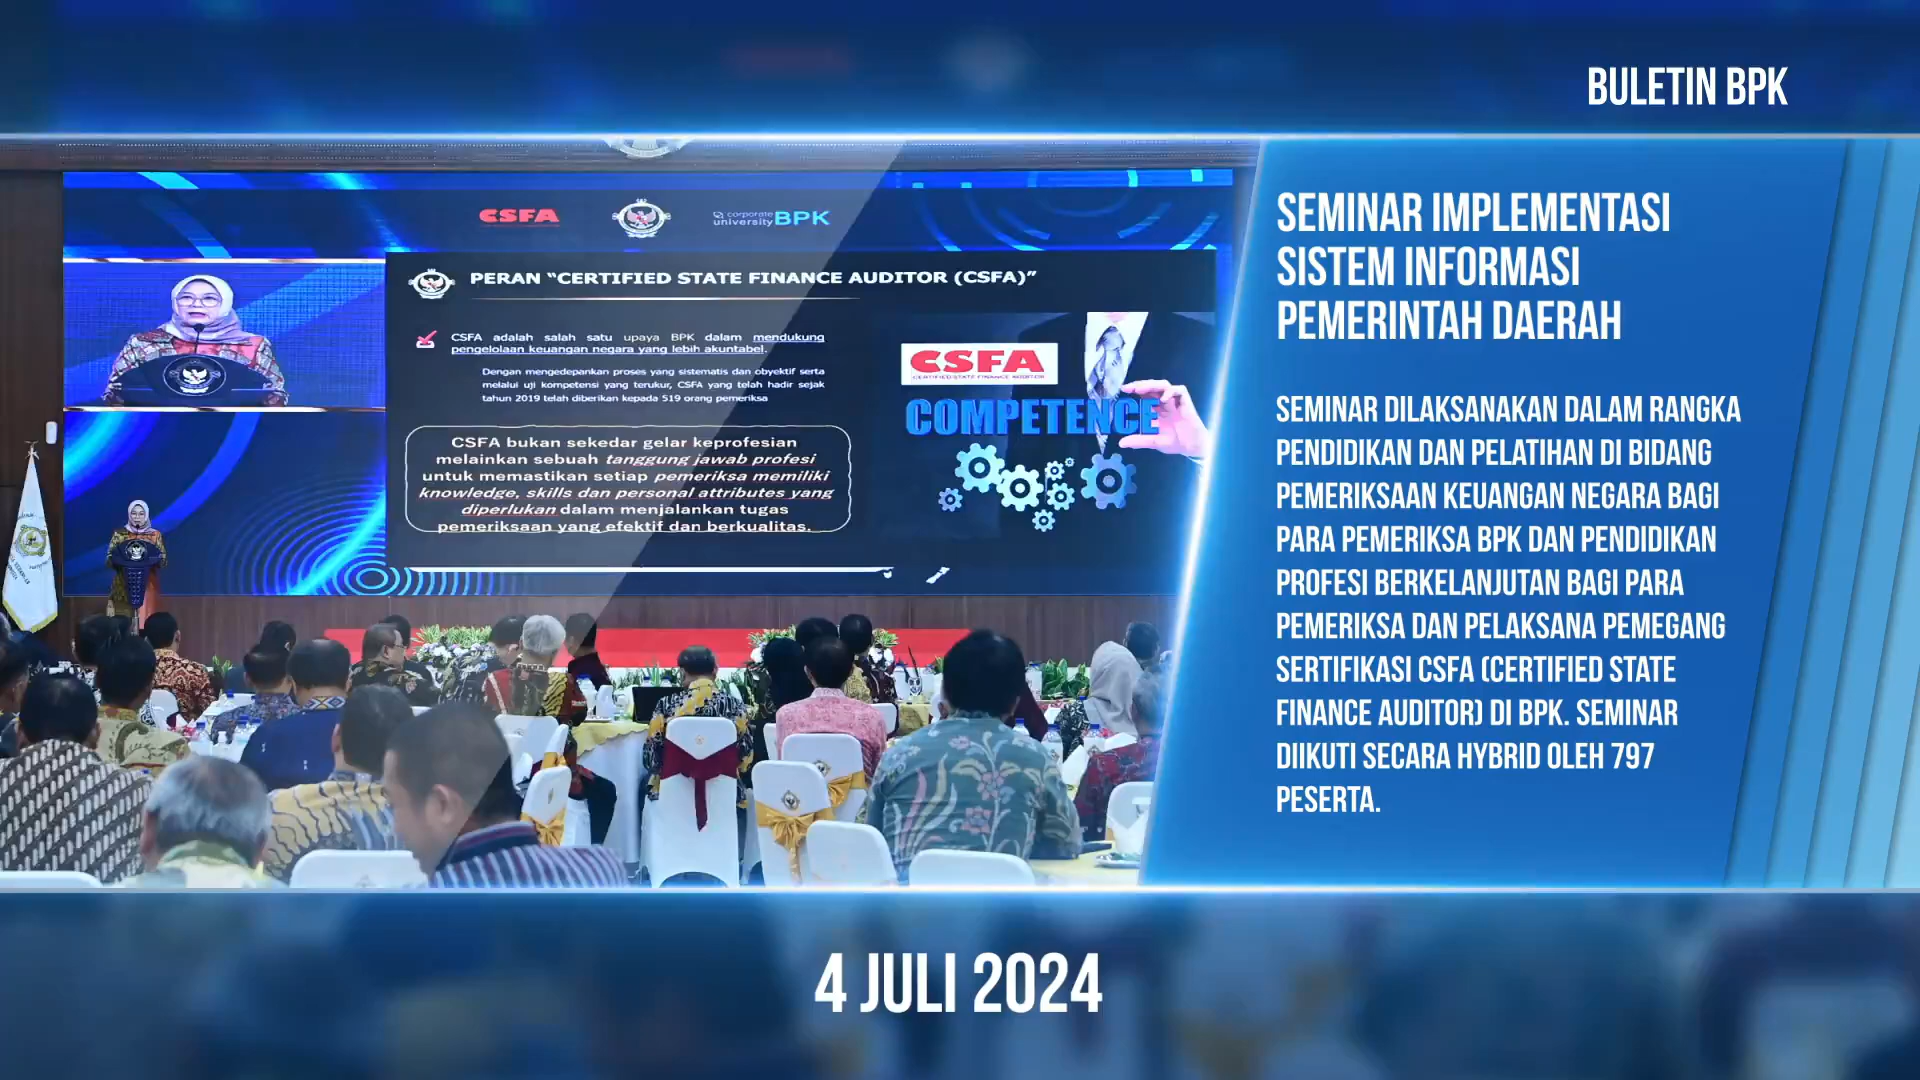 BULETIN BPK
CSFA
corporate
university BPK
PERAN “CERTIFIED STATE FINANCE AUDITOR (CSFA)”
CSFA adalah salah satu upaya BPK dalam mendukung
pengelolaan keuangan negara yang lebih akuntabel.
Dengan mengedepankan proses yang sistematis dan obyektif serta
melalui uji kompetensi yang terukur, CSFA yang telah hadir sejak
tahun 2019 telah diberikan kepada 519 orang pemeriksa
CSFA bukan sekedar gelar keprofesian
melainkan sebuah tanggung jawab profesi
untuk memastikan setiap pemeriksa memiliki
knowledge, skills dan personal attributes yang
diperlukan dalam menjalankan tugas
pemeriksaan yang efektif dan berkualitas.
CSFA
CERTIFIED STATE FINANCE AUDITOR
COMPETENCE
SEMINAR IMPLEMENTASI
SISTEM INFORMASI
PEMERINTAH DAERAH
SEMINAR DILAKSANAKAN DALAM RANGKA
PENDIDIKAN DAN PELATIHAN DI BIDANG
PEMERIKSAAN KEUANGAN NEGARA BAGI
PARA PEMERIKSA BPK DAN PENDIDIKAN
PROFESI BERKELANJUTAN BAGI PARA
PEMERIKSA DAN PELAKSANA PEMEGANG
SERTIFIKASI CSFA (CERTIFIED STATE
FINANCE AUDITOR) DI BPK. SEMINAR
DIIKUTI SECARA HYBRID OLEH 797
PESERTA.
4 JULI 2024